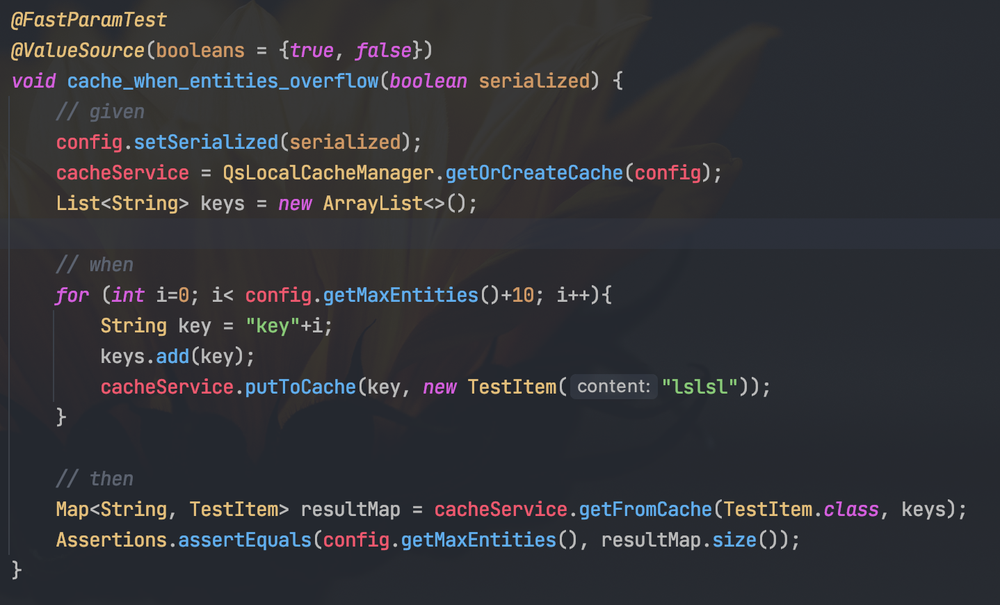 @FastParamTest
@ValueSource(booleans = {true, false})
void cache_when_entities_overflow(boolean serialized) {
    // given
    config.setSerialized(serialized);
    cacheService = QsLocalCacheManager.getOrCreateCache(config);
    List<String> keys = new ArrayList<>();

    // when
    for (int i=0; i< config.getMaxEntities()+10; i++){
        String key = "key"+i;
        keys.add(key);
        cacheService.putToCache(key, new TestItem( content: "lslsl"));
    }

    // then
    Map<String, TestItem> resultMap = cacheService.getFromCache(TestItem.class, keys);
    Assertions.assertEquals(config.getMaxEntities(), resultMap.size());
}